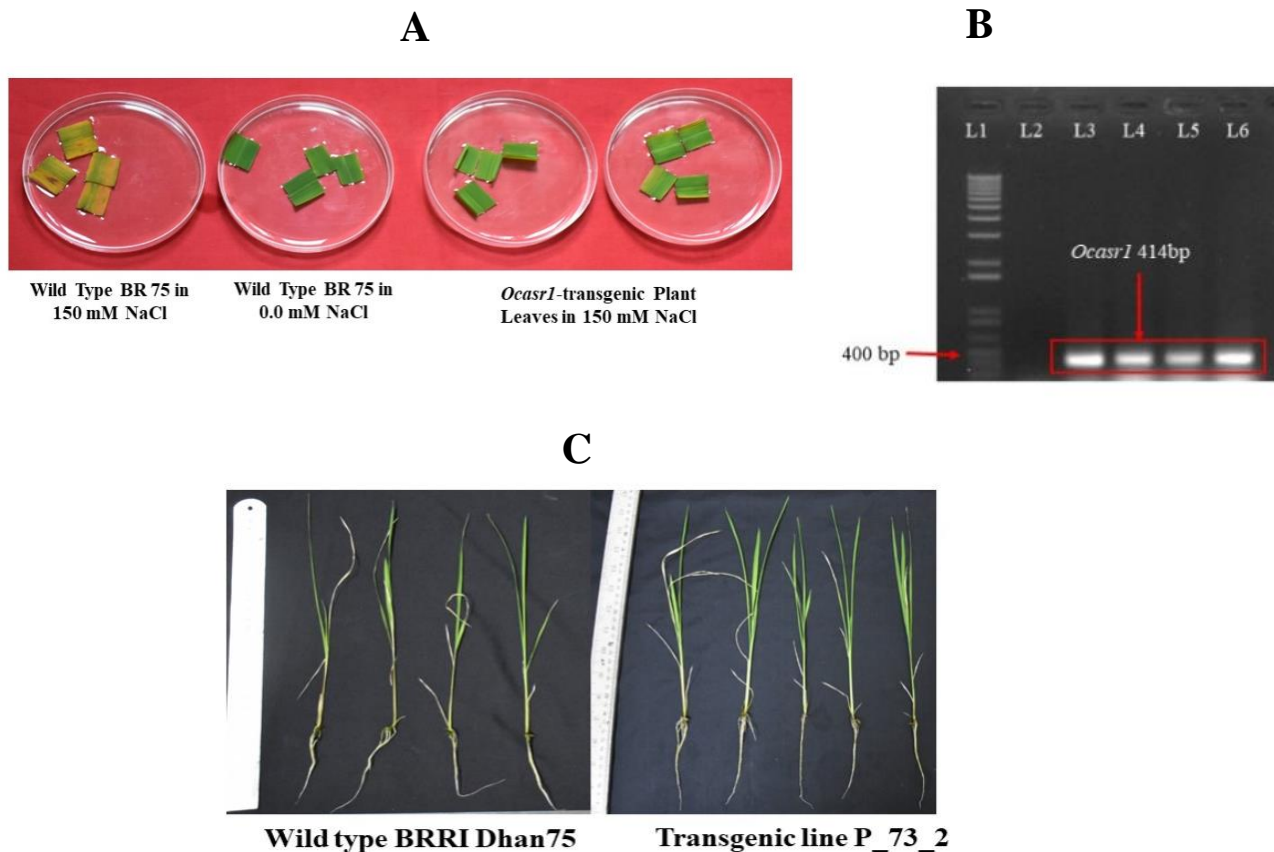 A
B
Wild Type BR 75 in
150 mM NaCl
Wild Type BR 75 in
0.0 mM NaCl
Ocasr1-transgenic Plant
Leaves in 150 mM NaCl
L1 L2 L3 L4 L5 L6
Ocasr1 414bp
400 bp
C
Wild type BRRI Dhan75
Transgenic line P_73_2